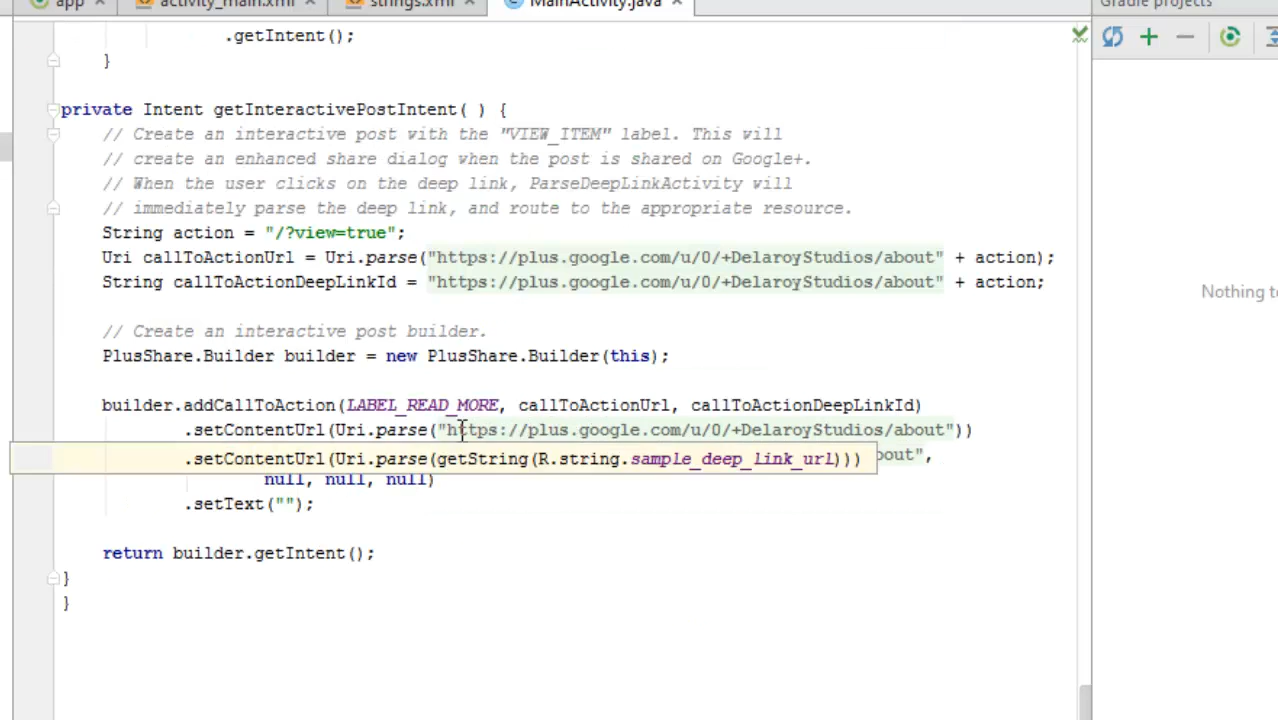 app activity_main.xml strings.xml MainActivity.java Gradle projects
.getIntent();
}
private Intent getInteractivePostIntent( ) {
// Create an interactive post with the "VIEW_ITEM" label. This will
// create an enhanced share dialog when the post is shared on Google+.
// When the user clicks on the deep link, ParseDeepLinkActivity will
// immediately parse the deep link, and route to the appropriate resource.
String action = "/?view=true";
Uri callToActionUrl = Uri.parse("https://plus.google.com/u/0/+DelaroyStudios/about" + action);
String callToActionDeepLinkId = "https://plus.google.com/u/0/+DelaroyStudios/about" + action;
Nothing
// Create an interactive post builder.
PlusShare.Builder builder = new PlusShare.Builder(this);
builder.addCallToAction(LABEL_READ_MORE, callToActionUrl, callToActionDeepLinkId)
.setContentUrl(Uri.parse("https://plus.google.com/u/0/+DelaroyStudios/about"))
.setContentUrl(Uri.parse(getString(R.string.sample_deep_link_url))) out",
null, null, null)
.setText("");
return builder.getIntent();
}
}